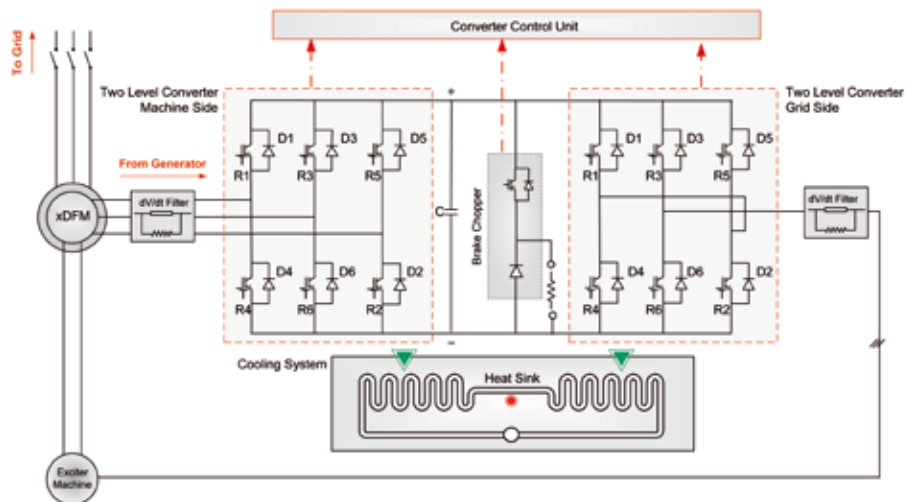 Converter Control Unit
To Grid
Two Level Converter
Machine Side
Two Level Converter
Grid Side
+
D1
D3
D5
D1
D3
D5
R1
R3
R5
R1
R3
R5
From Generator
dV/dt Filter
xDFM
C
Brake Chopper
dV/dt Filter
D4
D6
D2
D4
D6
D2
R4
R6
R2
R4
R6
R2
−
Cooling System
Heat Sink
Exciter
Machine